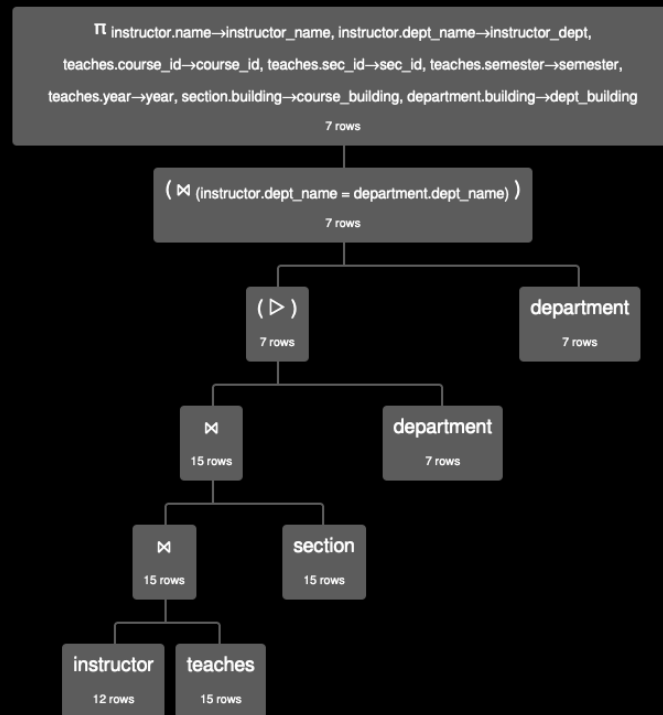 π instructor.name→instructor_name, instructor.dept_name→instructor_dept,
teaches.course_id→course_id, teaches.sec_id→sec_id, teaches.semester→semester,
teaches.year→year, section.building→course_building, department.building→dept_building
7 rows
( ⋈ (instructor.dept_name = department.dept_name) )
7 rows
( ▷ )
7 rows
department
7 rows
⋈
15 rows
department
7 rows
⋈
15 rows
section
15 rows
instructor
12 rows
teaches
15 rows